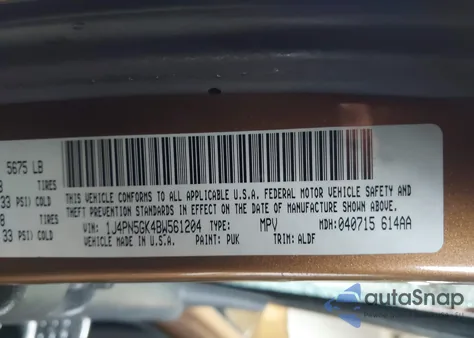 5675 LB
TIRES
33 PSI) COLD
TIRES
33 PSI) COLD
THIS VEHICLE CONFORMS TO ALL APPLICABLE U.S.A. FEDERAL MOTOR VEHICLE SAFETY AND
THEFT PREVENTION STANDARDS IN EFFECT ON THE DATE OF MANUFACTURE SHOWN ABOVE.
VIN: 1J4PN5GK4BW561204 TYPE: MPV MDH: 040715 614AA
VEHICLE MADE IN U.S.A. PAINT: PUK TRIM: ALDF
autaSnap